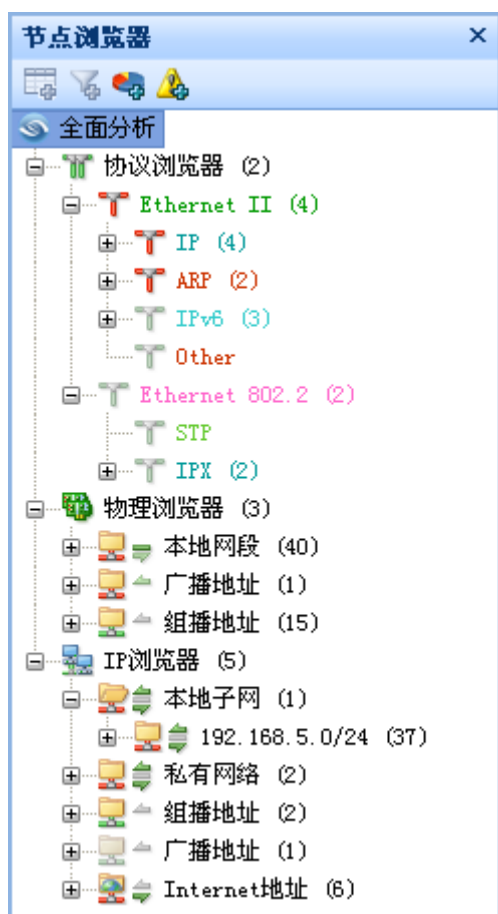 节点浏览器
全面分析
协议浏览器 (2)
Ethernet II (4)
IP (4)
ARP (2)
IPv6 (3)
Other
Ethernet 802.2 (2)
STP
IPX (2)
物理浏览器 (3)
本地网段 (40)
广播地址 (1)
组播地址 (15)
IP浏览器 (5)
本地子网 (1)
192.168.5.0/24 (37)
私有网络 (2)
组播地址 (2)
广播地址 (1)
Internet地址 (6)